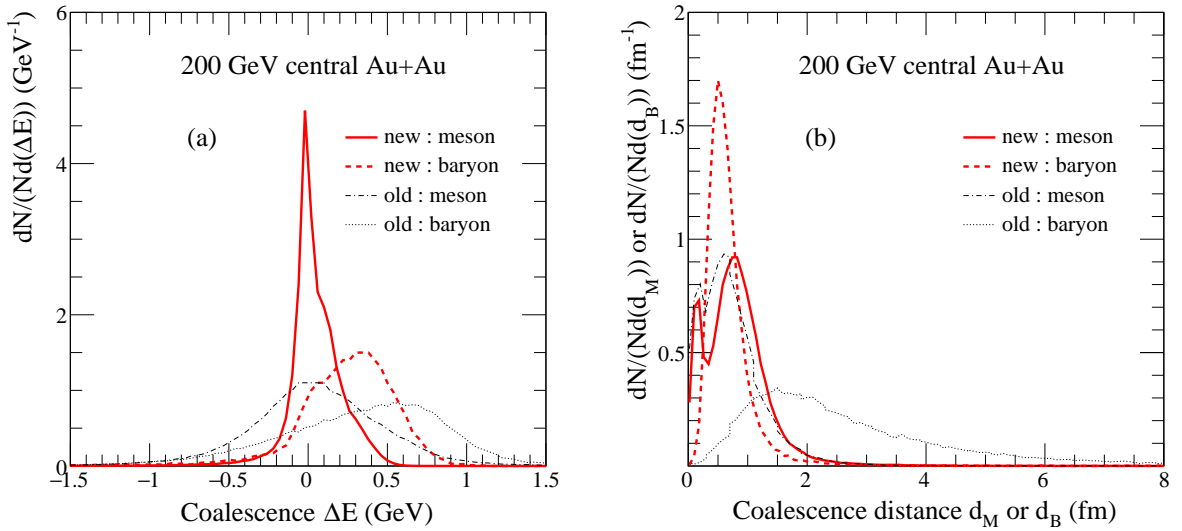 dN/(Nd(ΔE)) (GeV⁻¹)
6
4
2
0
200 GeV central Au+Au
(a)
new : meson
new : baryon
old : meson
old : baryon
−1.5 −1 −0.5 0 0.5 1 1.5
Coalescence ΔE (GeV)
dN/(Nd(d_M)) or dN/(Nd(d_B)) (fm⁻¹)
2
1.5
1
0.5
200 GeV central Au+Au
(b)
new : meson
new : baryon
old : meson
old : baryon
0 2 4 6 8
Coalescence distance d_M or d_B (fm)